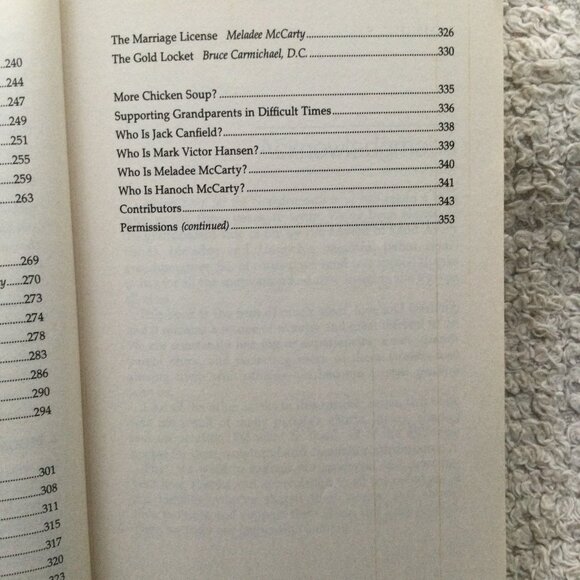 240
244
247
249
251
255
259
263
269
y......270
273
274
278
283
286
290
294
301
308
311
315
317
320
323
The Marriage License Meladee McCarty 326
The Gold Locket Bruce Carmichael, D.C. 330
More Chicken Soup? 335
Supporting Grandparents in Difficult Times 336
Who Is Jack Canfield? 338
Who Is Mark Victor Hansen? 339
Who Is Meladee McCarty? 340
Who Is Hanoch McCarty? 341
Contributors 343
Permissions (continued) 353